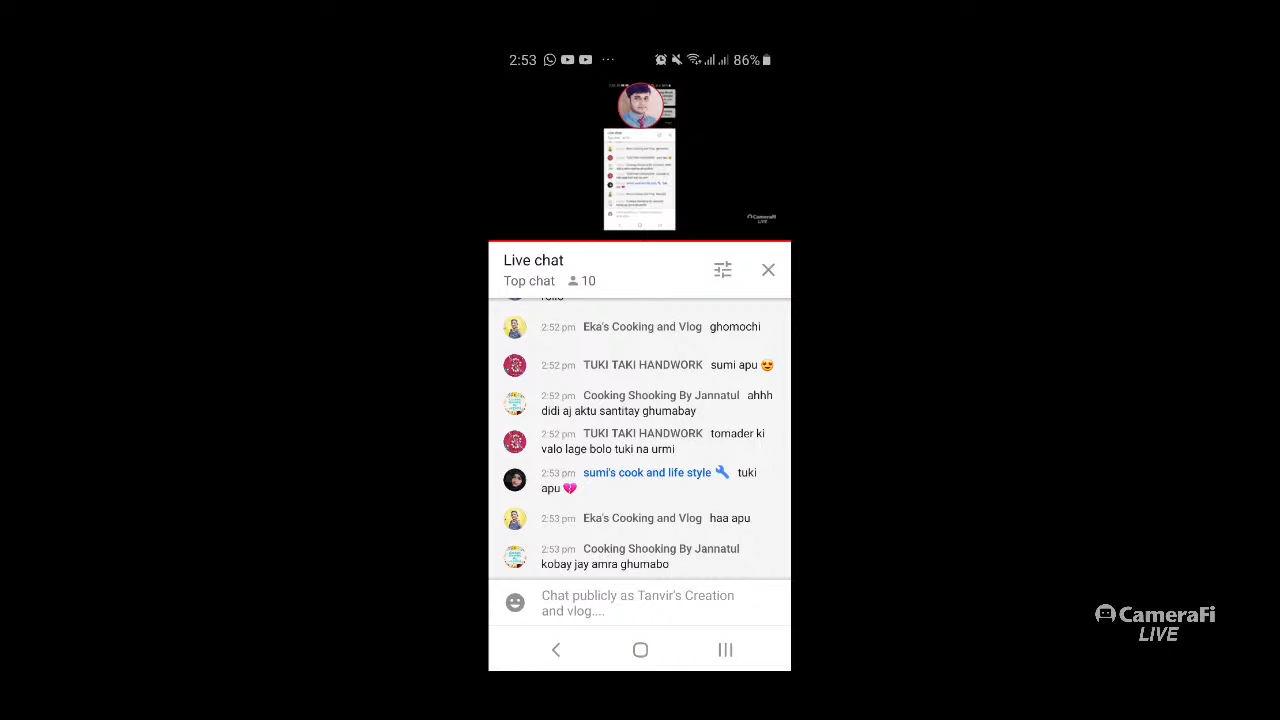 2:53 ... 86%
Live chat
Top chat 10
2:52 pm Eka's Cooking and Vlog ghomochi
2:52 pm TUKI TAKI HANDWORK sumi apu 😍
2:52 pm Cooking Shooking By Jannatul ahhh
didi aj aktu santitay ghumabay
2:52 pm TUKI TAKI HANDWORK tomader ki
valo lage bolo tuki na urmi
2:53 pm sumi's cook and life style 🔧 tuki
apu 💔
2:53 pm Eka's Cooking and Vlog haa apu
2:53 pm Cooking Shooking By Jannatul
kobay jay amra ghumabo
Chat publicly as Tanvir's Creation
and vlog....
CameraFi
LIVE